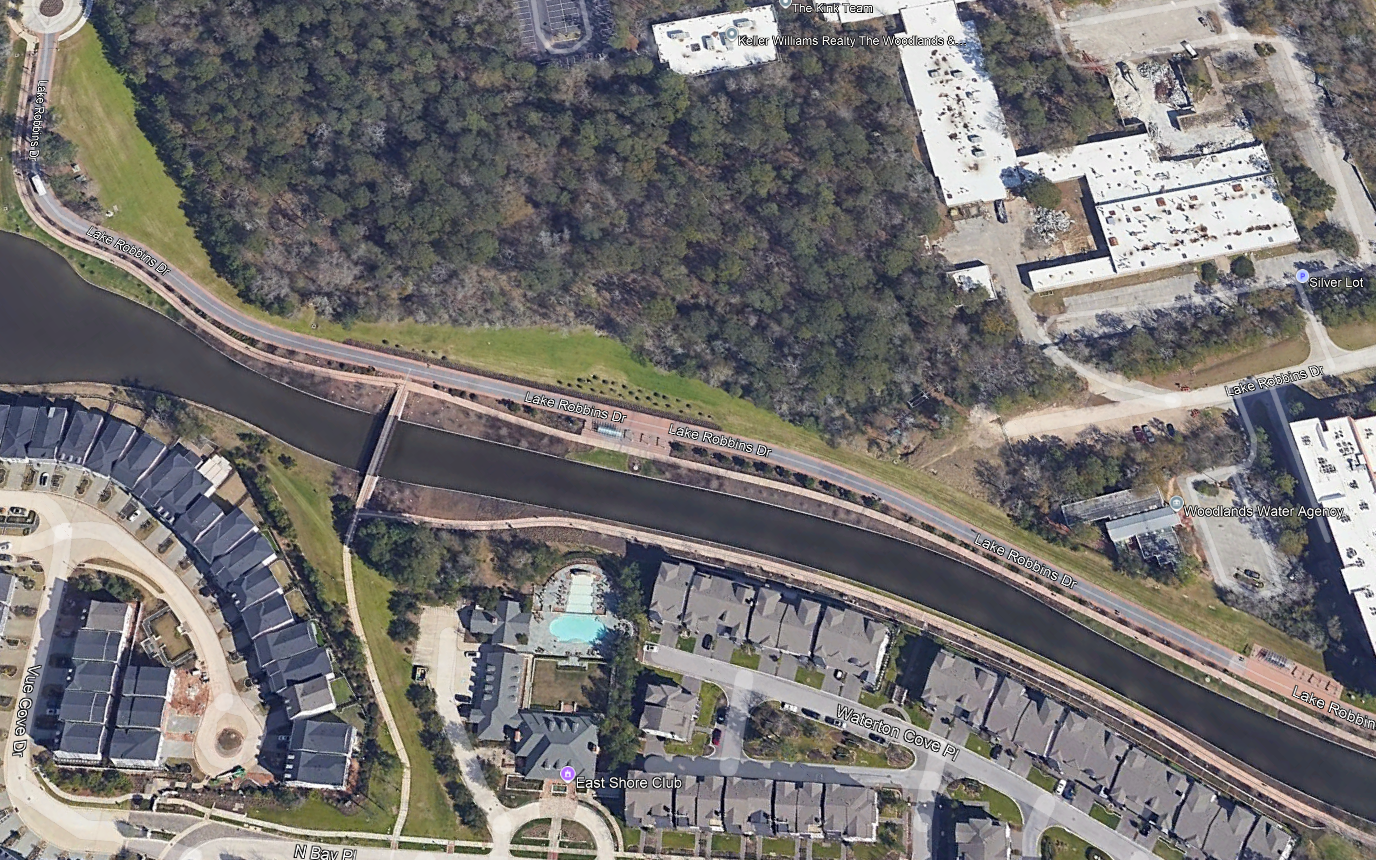 The Kink Team
Keller Williams Realty The Woodlands &...
Lake Robbins Dr
Lake Robbins Dr
Silver Lot
P
Lake Robbins Dr
Lake Robbins Dr
Lake Robbins Dr
Woodlands Water Agency
Lake Robbins Dr
Vue Cove Dr
Lake Robbin
Waterton Cove Pl
East Shore Club
N Bay Pl